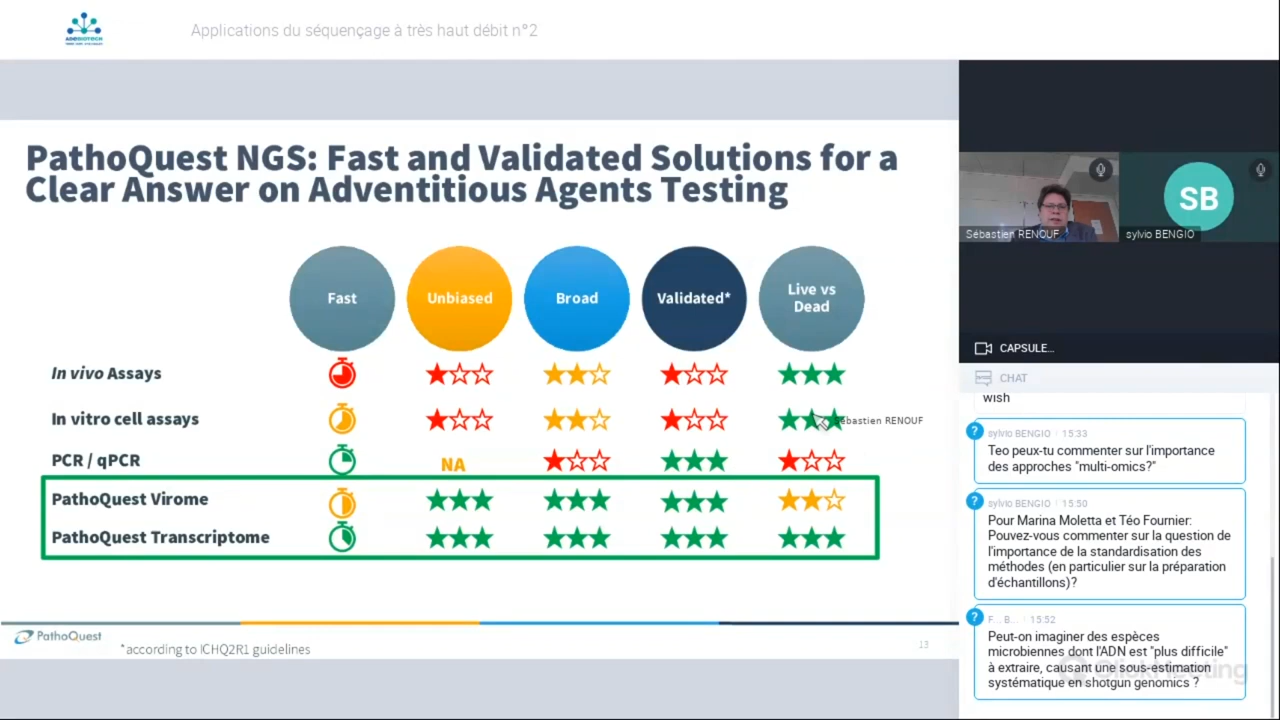 ADEBIOTECH
Applications du séquençage à très haut débit n°2
PathoQuest NGS: Fast and Validated Solutions for a
Clear Answer on Adventitious Agents Testing
Fast
Unbiased
Broad
Validated*
Live vs
Dead
In vivo Assays
In vitro cell assays
Sébastien RENOUF
PCR / qPCR
NA
PathoQuest Virome
PathoQuest Transcriptome
PathoQuest
*according to ICHQ2R1 guidelines
13
Sébastien RENOUF
SB
sylvio BENGIO
CAPSULE...
CHAT
wish
? sylvio BENGIO 15:33
Teo peux-tu commenter sur l'importance
des approches "multi-omics?"
? sylvio BENGIO 15:50
Pour Marina Moletta et Téo Fournier:
Pouvez-vous commenter sur la question de
l'importance de la standardisation des
méthodes (en particulier sur la préparation
d'échantillons)?
? F... B... 15:52
Peut-on imaginer des espèces
microbiennes dont l'ADN est "plus difficile"
à extraire, causant une sous-estimation
systématique en shotgun genomics ?
ClickMeeting